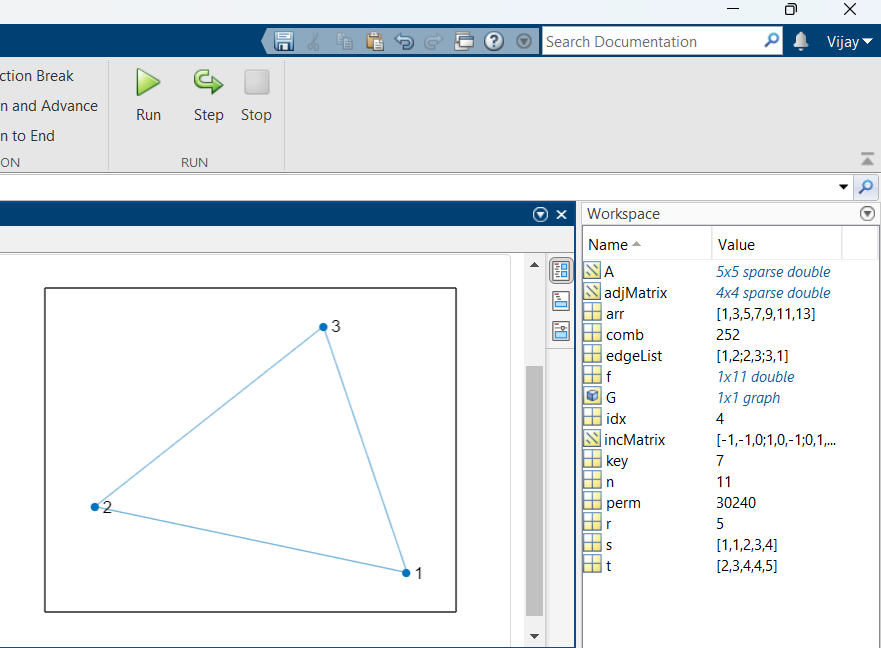 Search Documentation
Vijay
ction Break
n and Advance
n to End
ON
Run
Step
Stop
RUN
3
2
1
Workspace
Name Value
A 5x5 sparse double
adjMatrix 4x4 sparse double
arr [1,3,5,7,9,11,13]
comb 252
edgeList [1,2;2,3;3,1]
f 1x11 double
G 1x1 graph
idx 4
incMatrix [-1,-1,0;1,0,-1;0,1,...
key 7
n 11
perm 30240
r 5
s [1,1,2,3,4]
t [2,3,4,4,5]